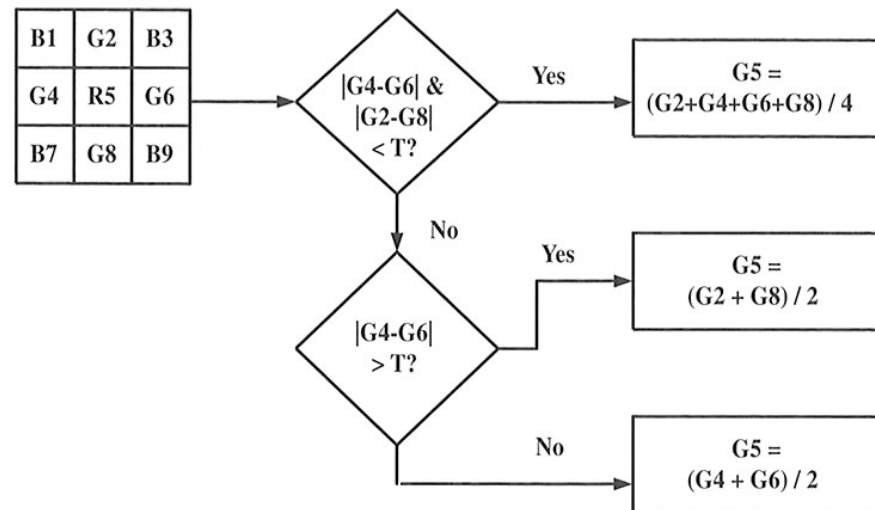 B1 G2 B3
G4 R5 G6
B7 G8 B9
|G4-G6| &
|G2-G8|
< T?
Yes
G5 =
(G2+G4+G6+G8) / 4
No
|G4-G6|
> T?
Yes
G5 =
(G2 + G8) / 2
No
G5 =
(G4 + G6) / 2